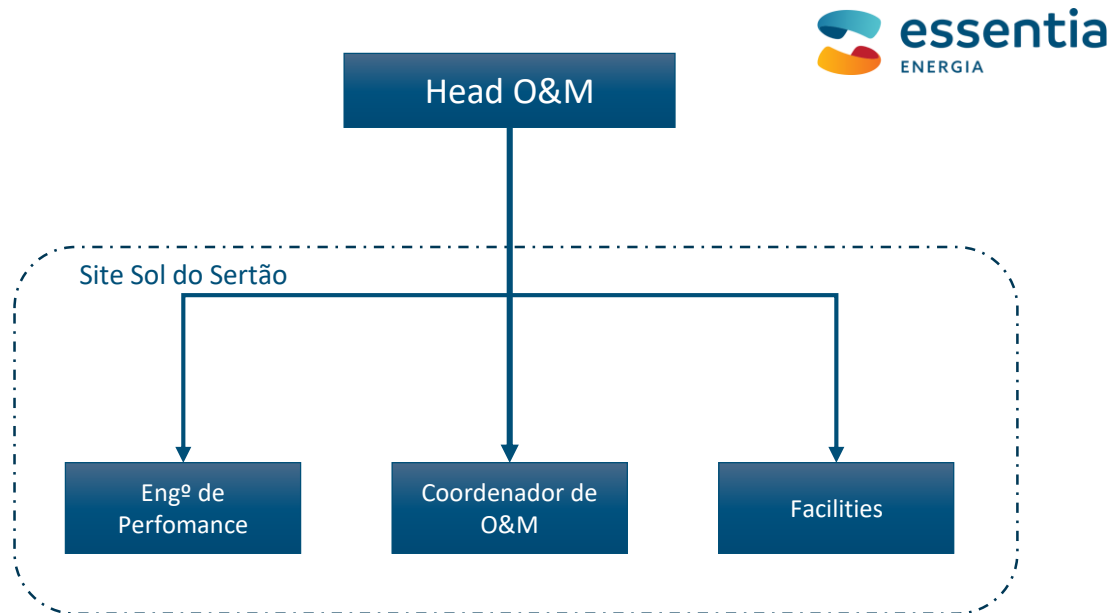 essentia
ENERGIA
Head O&M
Site Sol do Sertão
Engº de
Perfomance
Coordenador de
O&M
Facilities